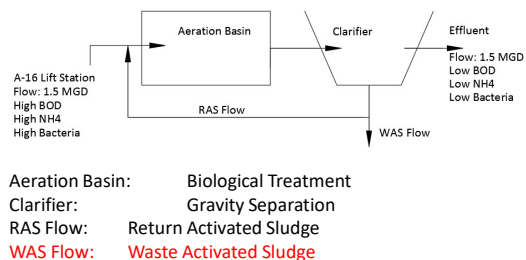 Aeration Basin
Clarifier
Effluent
A-16 Lift Station
Flow: 1.5 MGD
High BOD
High NH4
High Bacteria
Flow: 1.5 MGD
Low BOD
Low NH4
Low Bacteria
RAS Flow
WAS Flow
Aeration Basin: Biological Treatment
Clarifier: Gravity Separation
RAS Flow: Return Activated Sludge
WAS Flow: Waste Activated Sludge